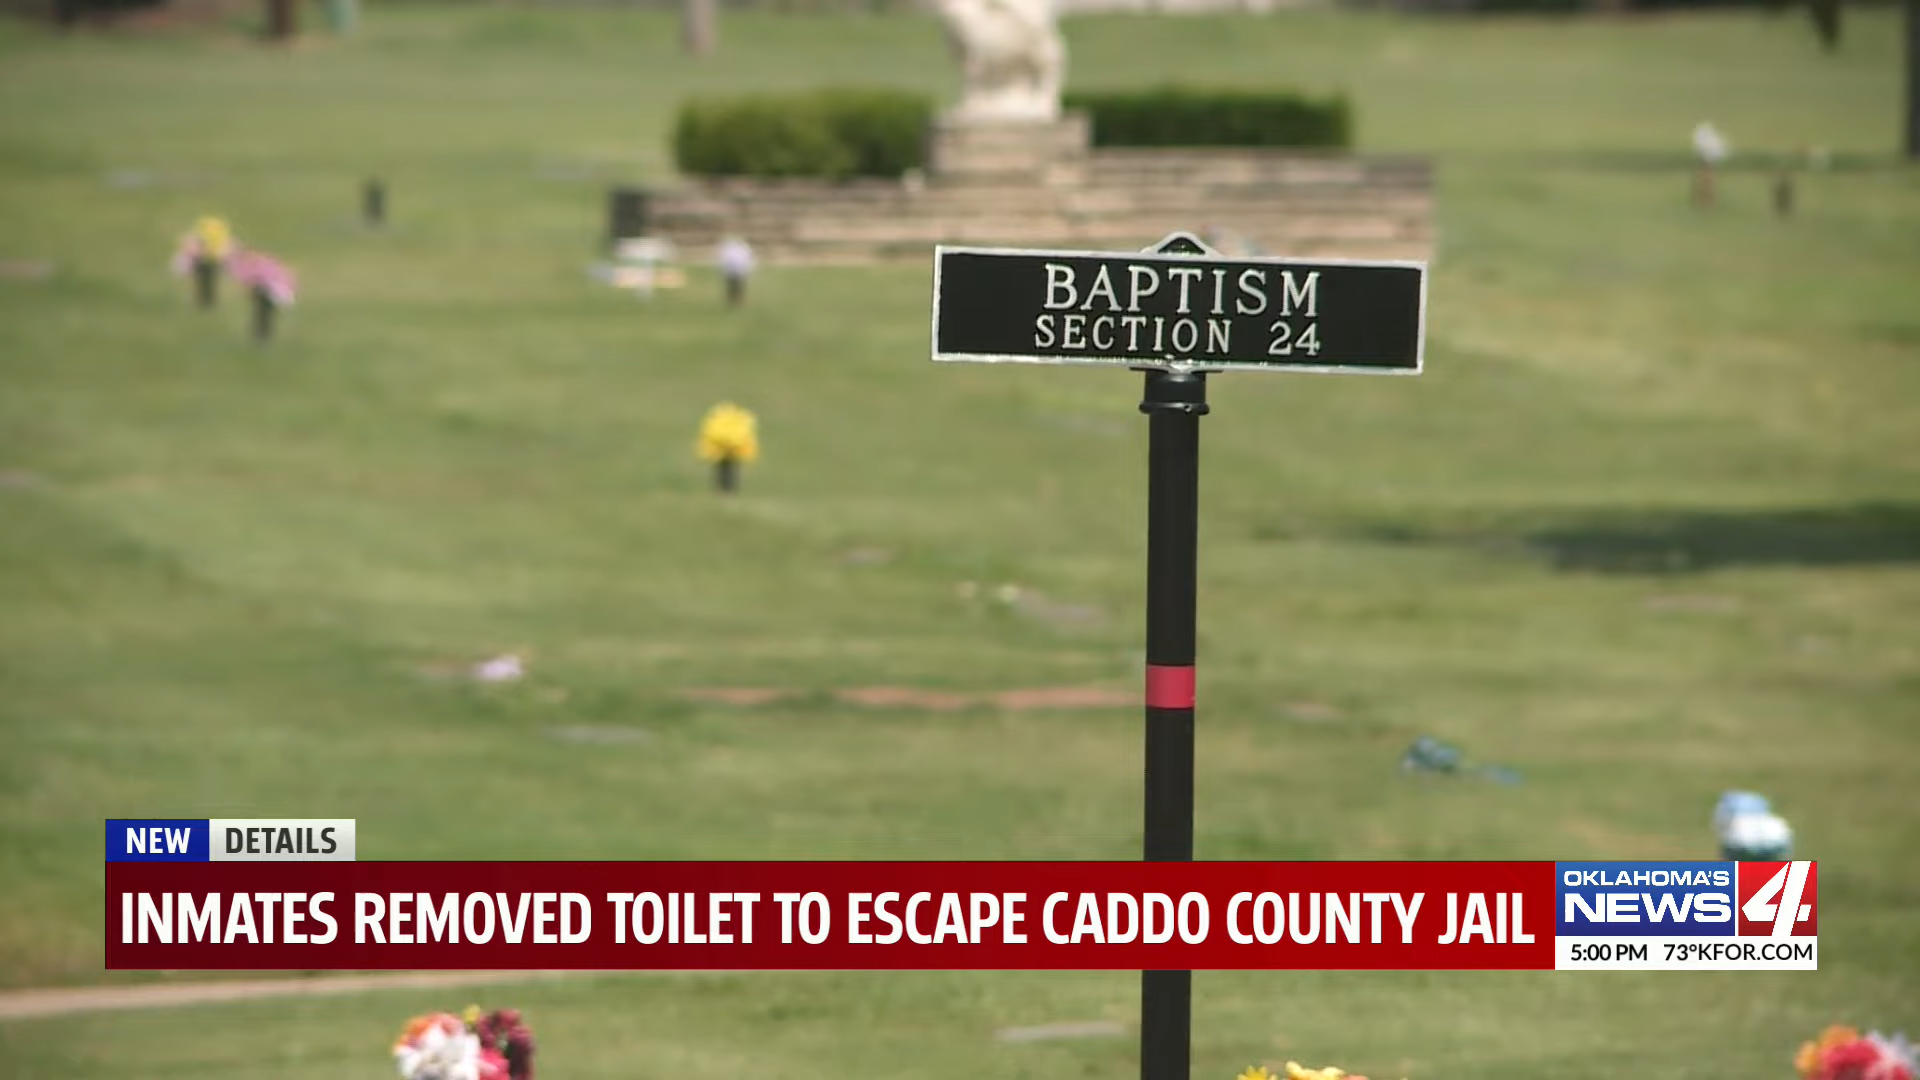 BAPTISM
SECTION 24
NEW DETAILS
INMATES REMOVED TOILET TO ESCAPE CADDO COUNTY JAIL
OKLAHOMA'S
NEWS 4
5:00 PM 73° KFOR.COM